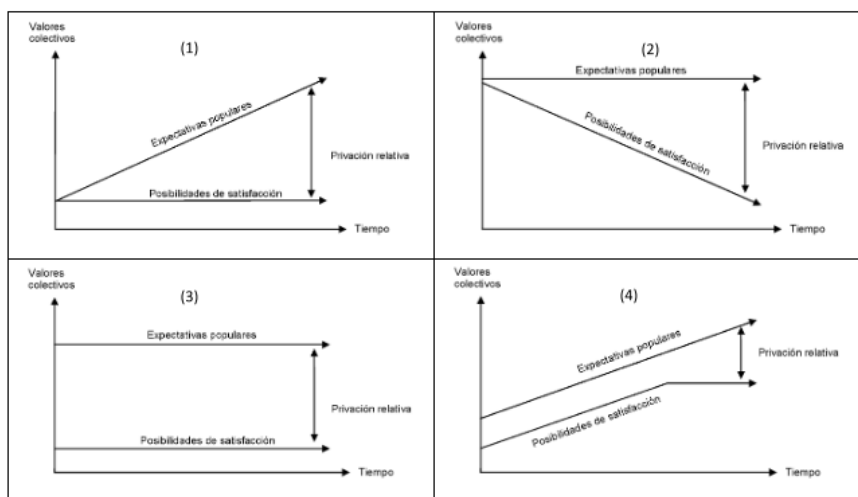 Valores
colectivos
(1)
Expectativas populares
Privación relativa
Posibilidades de satisfacción
Tiempo
Valores
colectivos
(2)
Expectativas populares
Posibilidades de satisfacción
Privación relativa
Tiempo
Valores
colectivos
(3)
Expectativas populares
Privación relativa
Posibilidades de satisfacción
Tiempo
Valores
colectivos
(4)
Expectativas populares
Privación relativa
Posibilidades de satisfacción
Tiempo